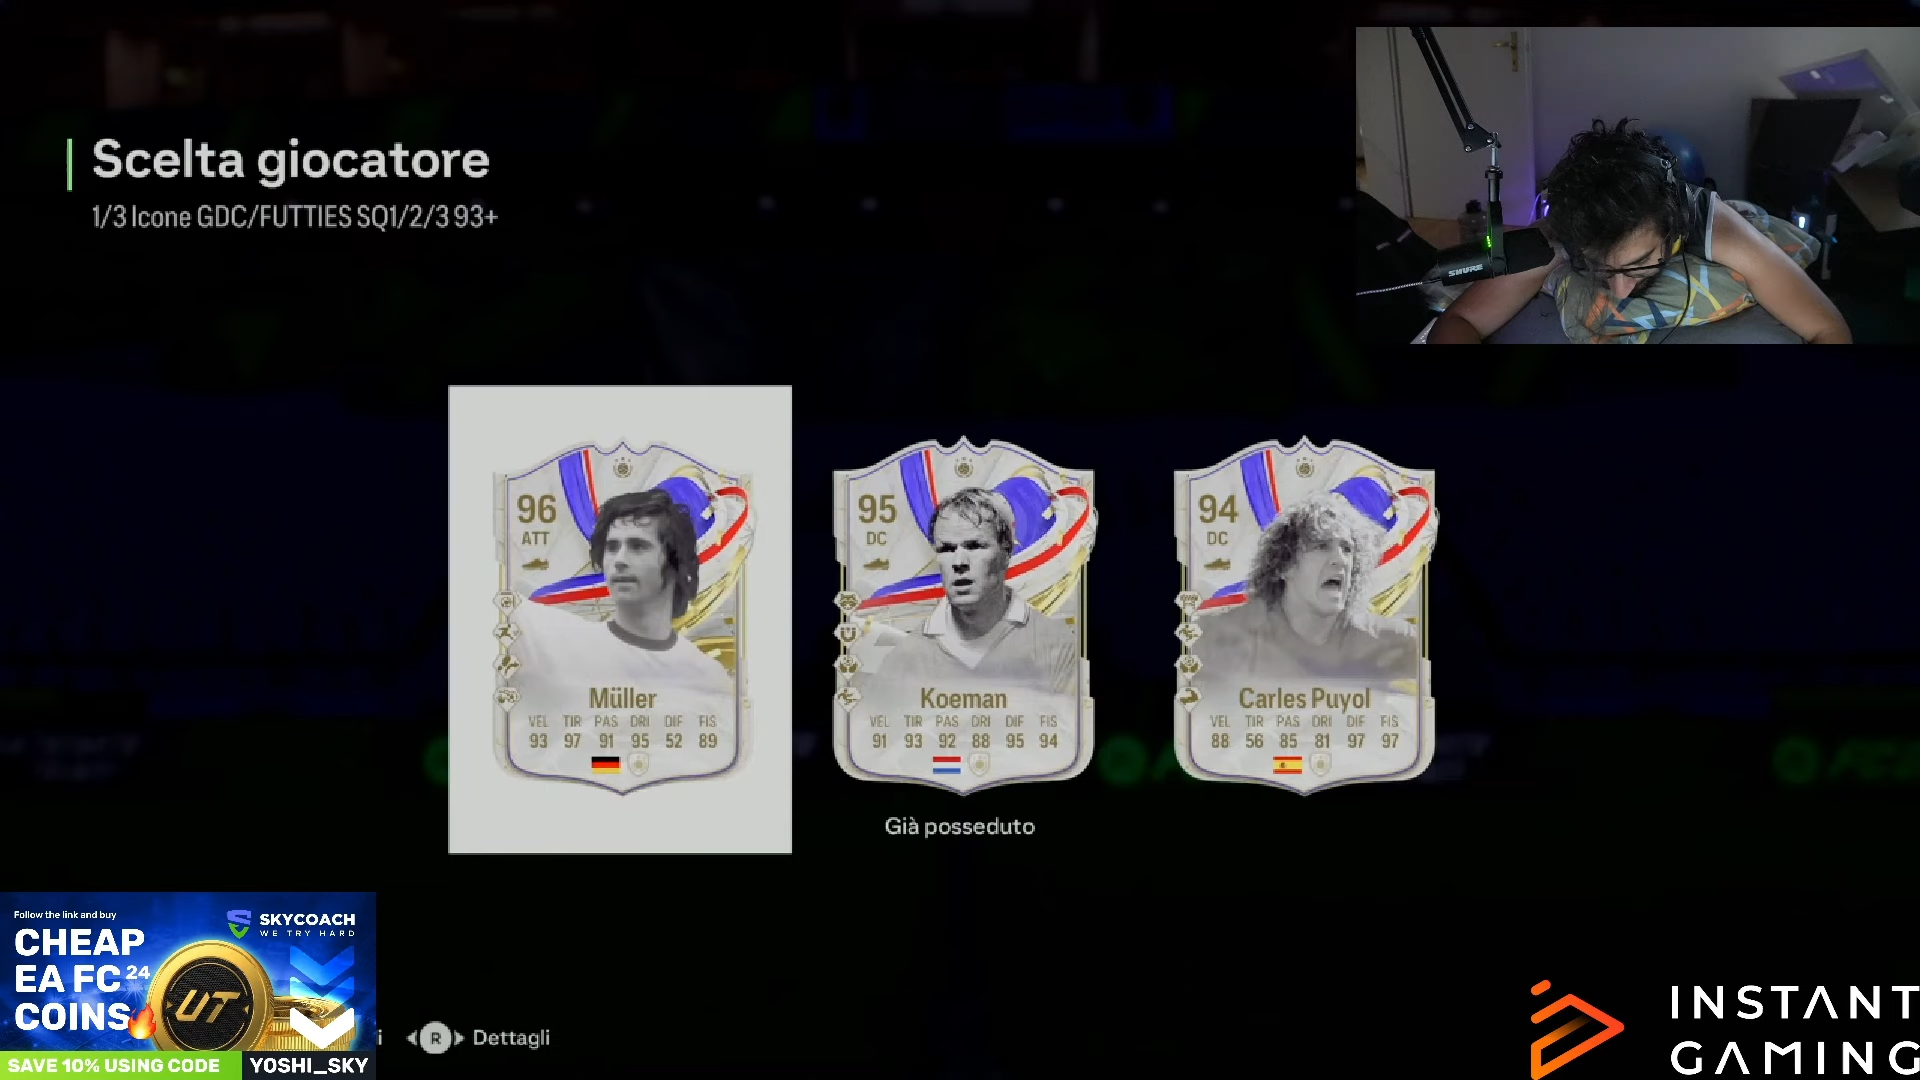 Scelta giocatore
1/3 Icone GDC/FUTTIES SQ1/2/3 93+
SHURE
96
ATT
Müller
VEL TIR PAS DRI DIF FIS
93 97 91 95 52 89
95
DC
Koeman
VEL TIR PAS DRI DIF FIS
91 93 92 88 95 94
Già posseduto
94
DC
Carles Puyol
VEL TIR PAS DRI DIF FIS
88 56 85 81 97 97
Follow the link and buy
CHEAP
EA FC 24
COINS
SKYCOACH
WE TRY HARD
UT
SAVE 10% USING CODE
YOSHI_SKY
R Dettagli
INSTANT
GAMING